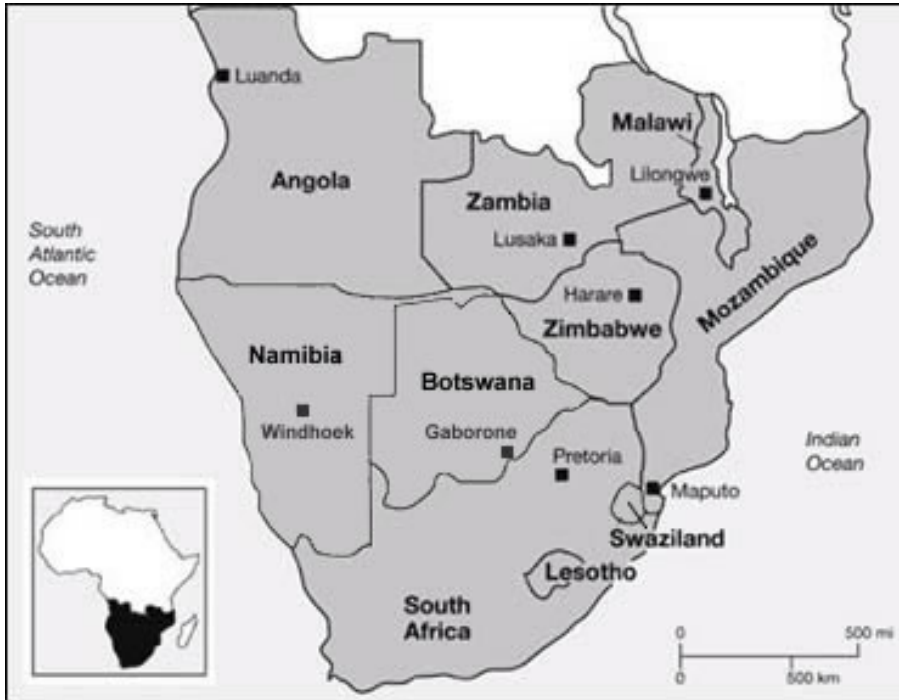 Luanda
Malawi
Angola
Lilongwe
Zambia
South
Atlantic
Ocean
Lusaka
Mozambique
Harare
Zimbabwe
Namibia
Botswana
Windhoek
Gaborone
Indian
Ocean
Pretoria
Maputo
Swaziland
Lesotho
South
Africa
0 500 mi
0 500 km